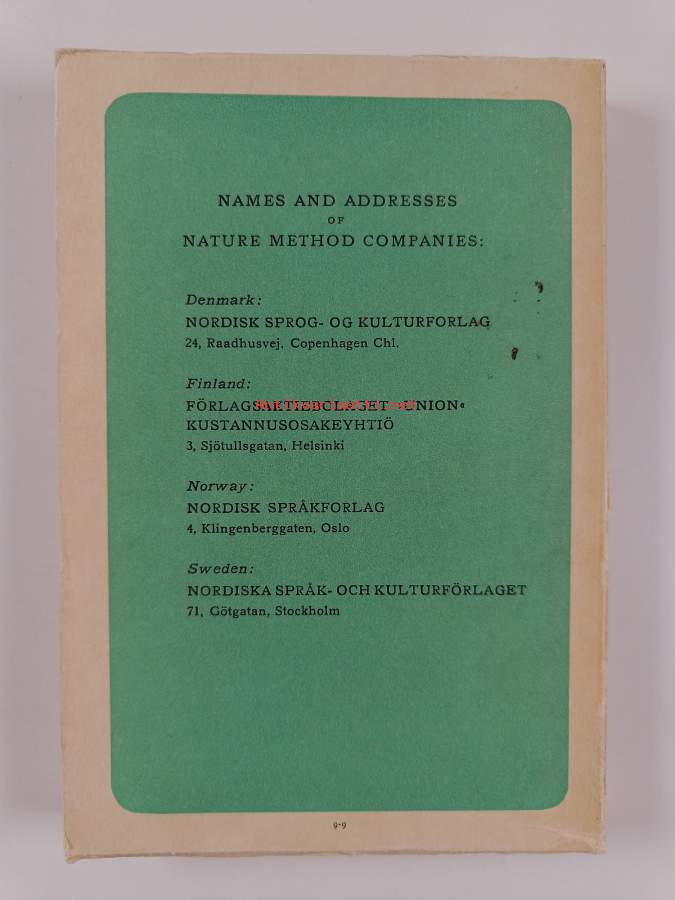 NAMES AND ADDRESSES
OF
NATURE METHOD COMPANIES:
Denmark:
NORDISK SPROG- OG KULTURFORLAG
24, Raadhusvej, Copenhagen Chl.
Finland:
FÖRLAGSAKTIEBOLAGET »UNION«
KUSTANNUSOSAKEYHTIÖ
3, Sjötullsgatan, Helsinki
Norway:
NORDISK SPRÅKFORLAG
4, Klingenberggaten, Oslo
Sweden:
NORDISKA SPRÅK- OCH KULTURFÖRLAGET
71, Götgatan, Stockholm
9-9